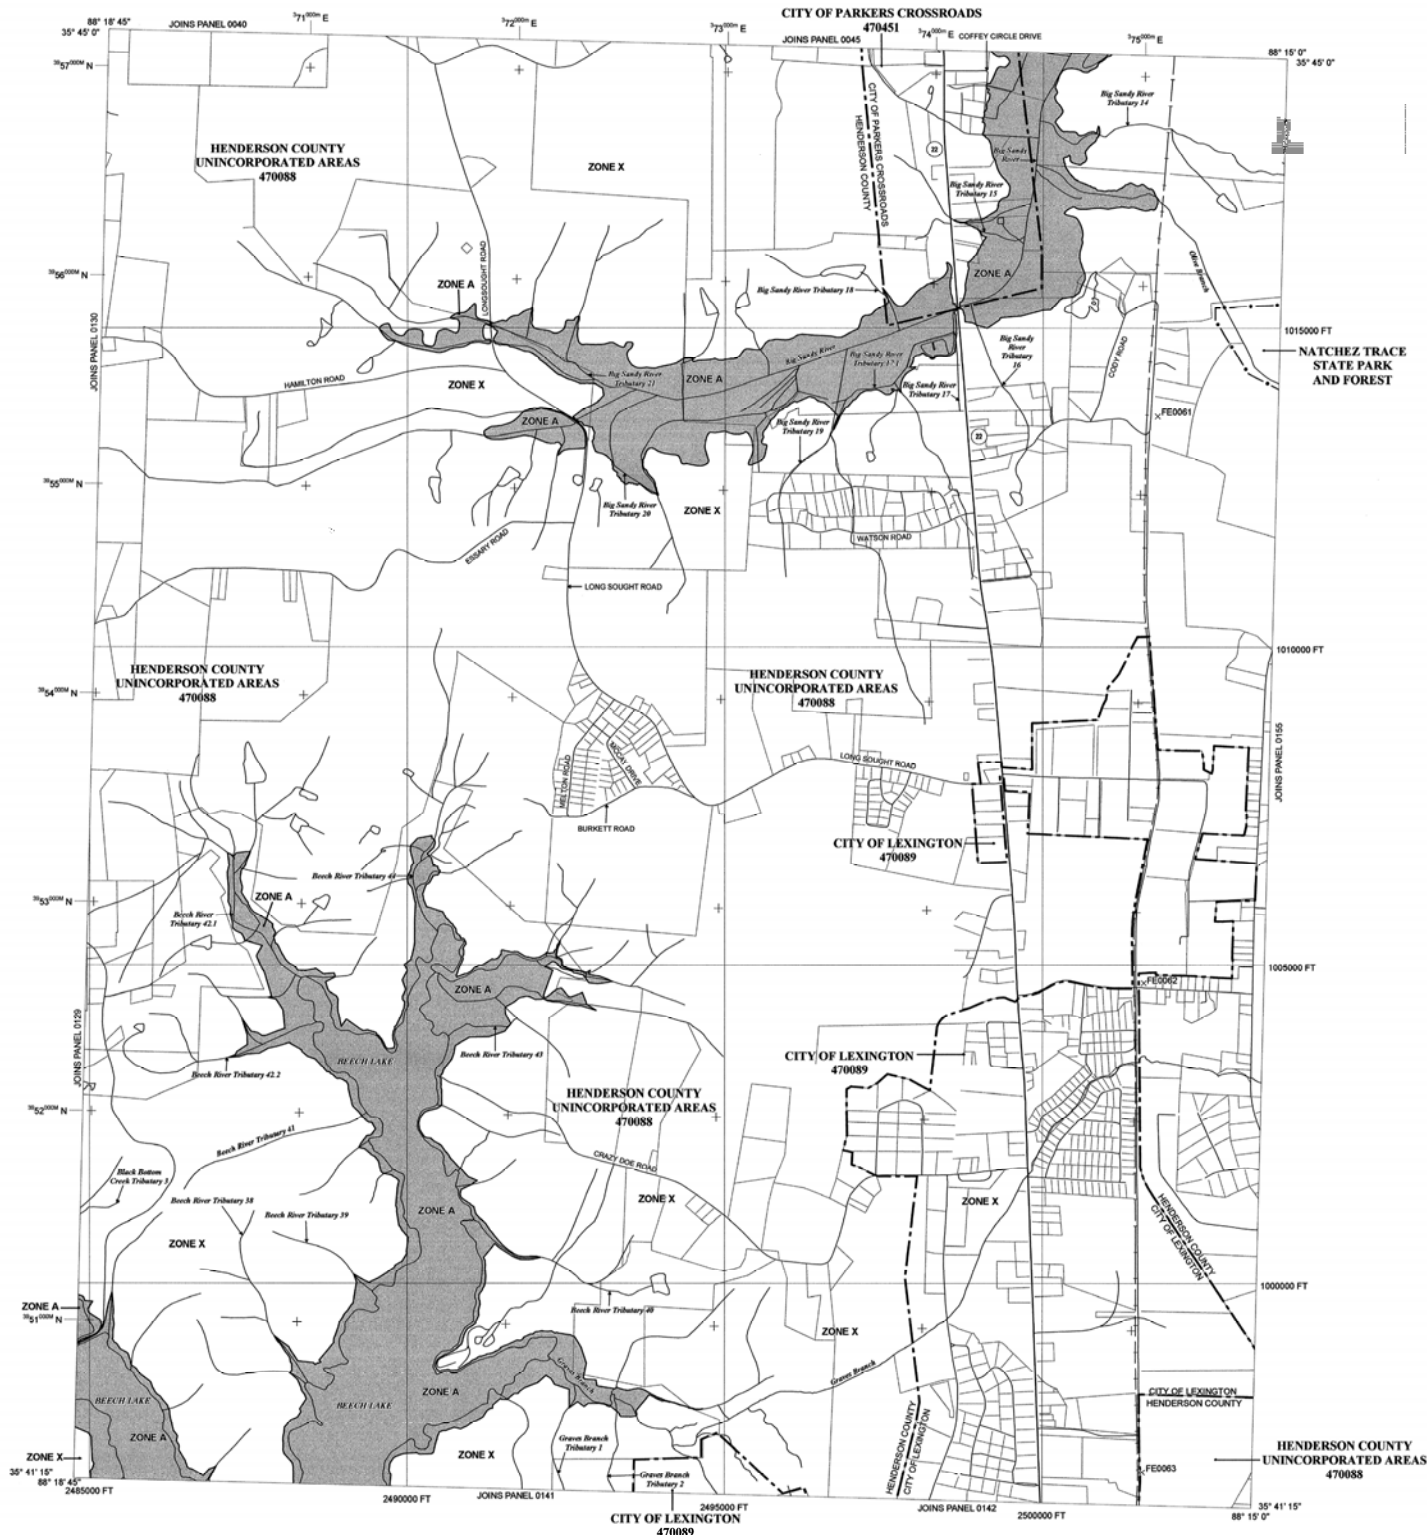 CITY OF PARKERS CROSSROADS
470451
88° 18' 45"
JOINS PANEL 0040
³71⁰⁰⁰ᵐ E
³72⁰⁰⁰ᵐ E
³73⁰⁰⁰ᵐ E
JOINS PANEL 0045
³74⁰⁰⁰ᵐ E
COFFEY CIRCLE DRIVE
³75⁰⁰⁰ᵐ E
88° 15' 0"
35° 45' 0"
35° 45' 0"
³⁹57⁰⁰⁰ᴹ N
Big Sandy River
Tributary 14
HENDERSON COUNTY
UNINCORPORATED AREAS
470088
ZONE X
CITY OF PARKERS CROSSROADS
HENDERSON COUNTY
22
Big Sandy
River
Big Sandy River
Tributary 15
LONGSOUGHT ROAD
Olive Branch
³⁹56⁰⁰⁰ᴹ N
ZONE A
ZONE A
Big Sandy River Tributary 18
JOINS PANEL 0130
1015000 FT
NATCHEZ TRACE
STATE PARK
AND FOREST
Big Sandy River
Big Sandy River
Tributary 17.1
Big Sandy
River
Tributary
16
CODY ROAD
HAMILTON ROAD
ZONE X
Big Sandy River
Tributary 21
ZONE A
Big Sandy River
Tributary 17
ZONE A
Big Sandy River
Tributary 19
22
FE0061
³⁹55⁰⁰⁰ᴹ N
Big Sandy River
Tributary 20
ZONE X
ESSARY ROAD
WATSON ROAD
LONG SOUGHT ROAD
1010000 FT
HENDERSON COUNTY
UNINCORPORATED AREAS
470088
³⁹54⁰⁰⁰ᴹ N
HENDERSON COUNTY
UNINCORPORATED AREAS
470088
JOINS PANEL 0155
MELTON ROAD
MCCAY DRIVE
LONG SOUGHT ROAD
BURKETT ROAD
CITY OF LEXINGTON
470089
Beech River Tributary 44
³⁹53⁰⁰⁰ᴹ N
ZONE A
Beech River
Tributary 42.1
1005000 FT
ZONE A
FE0062
JOINS PANEL 0129
BEECH LAKE
Beech River Tributary 43
CITY OF LEXINGTON
470089
Beech River Tributary 42.2
HENDERSON COUNTY
UNINCORPORATED AREAS
470088
³⁹52⁰⁰⁰ᴹ N
Beech River Tributary 41
CRAZY DOE ROAD
Black Bottom
Creek Tributary 3
Beech River Tributary 38
Beech River Tributary 39
ZONE A
ZONE X
ZONE X
HENDERSON COUNTY
CITY OF LEXINGTON
ZONE X
1000000 FT
ZONE A
³⁹51⁰⁰⁰ᴹ N
Beech River Tributary 40
ZONE X
Graves Branch
Graves Branch
BEECH LAKE
BEECH LAKE
ZONE A
CITY OF LEXINGTON
HENDERSON COUNTY
ZONE A
HENDERSON COUNTY
CITY OF LEXINGTON
ZONE X
ZONE X
Graves Branch
Tributary 1
Graves Branch
Tributary 2
FE0063
HENDERSON COUNTY
UNINCORPORATED AREAS
470088
35° 41' 15"
88° 18' 45"
2485000 FT
2490000 FT
JOINS PANEL 0141
2495000 FT
JOINS PANEL 0142
2500000 FT
35° 41' 15"
88° 15' 0"
CITY OF LEXINGTON
470089